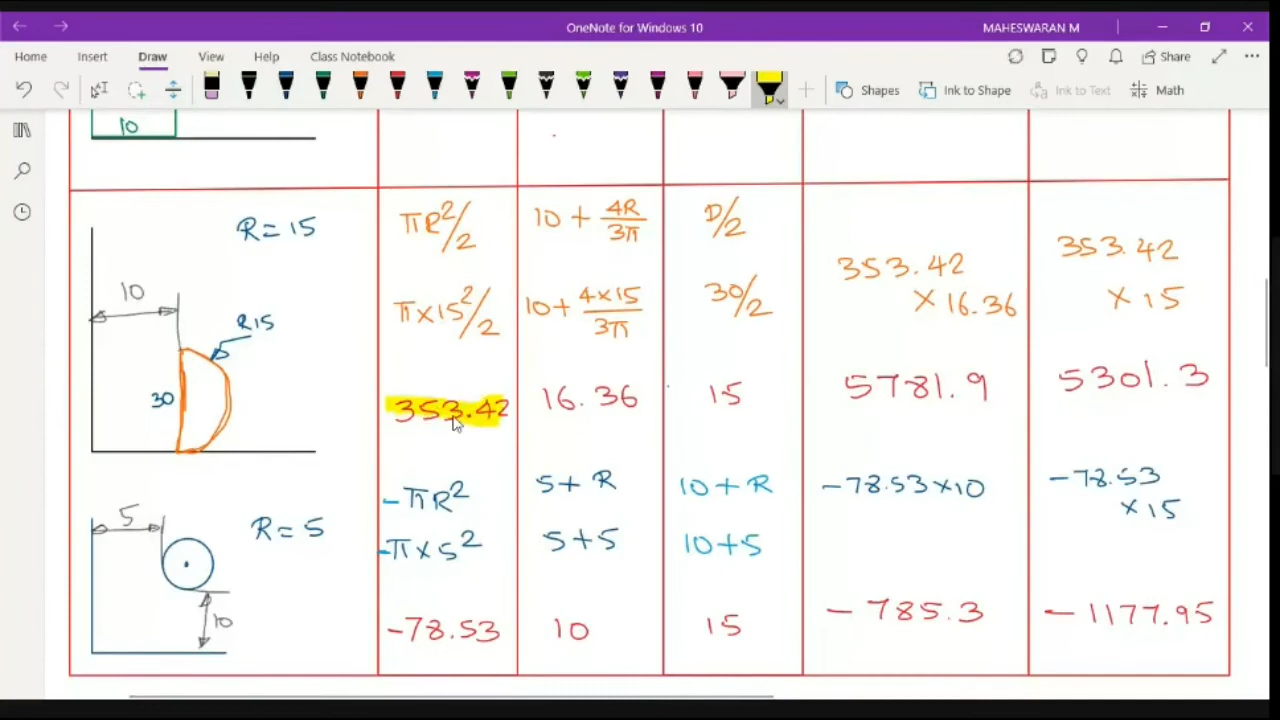 OneNote for Windows 10
MAHESWARAN M
Home Insert Draw View Help Class Notebook
Share
Shapes Ink to Shape Ink to Text Math
10
R = 15
10
R15
30
πR²/2
π×15²/2
353.42
10 + 4R/3π
10 + 4×15/3π
16.36
D/2
30/2
15
353.42
× 16.36
5781.9
353.42
× 15
5301.3
5
R = 5
10
-πR²
-π×5²
-78.53
5 + R
5+5
10
10 + R
10+5
15
-78.53×10
- 785.3
-78.53
×15
- 1177.95